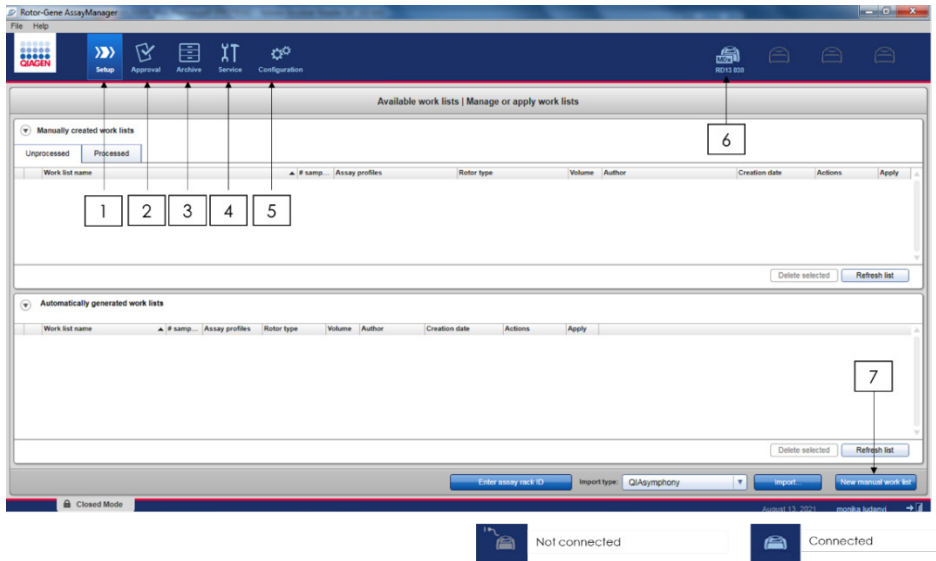 Rotor-Gene AssayManager
File Help
QIAGEN
Setup Approval Archive Service Configuration
RD13 030
Available work lists | Manage or apply work lists
Manually created work lists
6
Unprocessed Processed
Work list name # samp... Assay profiles Rotor type Volume Author Creation date Actions Apply
1 2 3 4 5
Delete selected Refresh list
Automatically generated work lists
Work list name # samp... Assay profiles Rotor type Volume Author Creation date Actions Apply
7
Delete selected Refresh list
Enter assay rack ID Import type: QIAsymphony Import... New manual work list
Closed Mode August 13, 2021 monika ludanyi
Not connected Connected